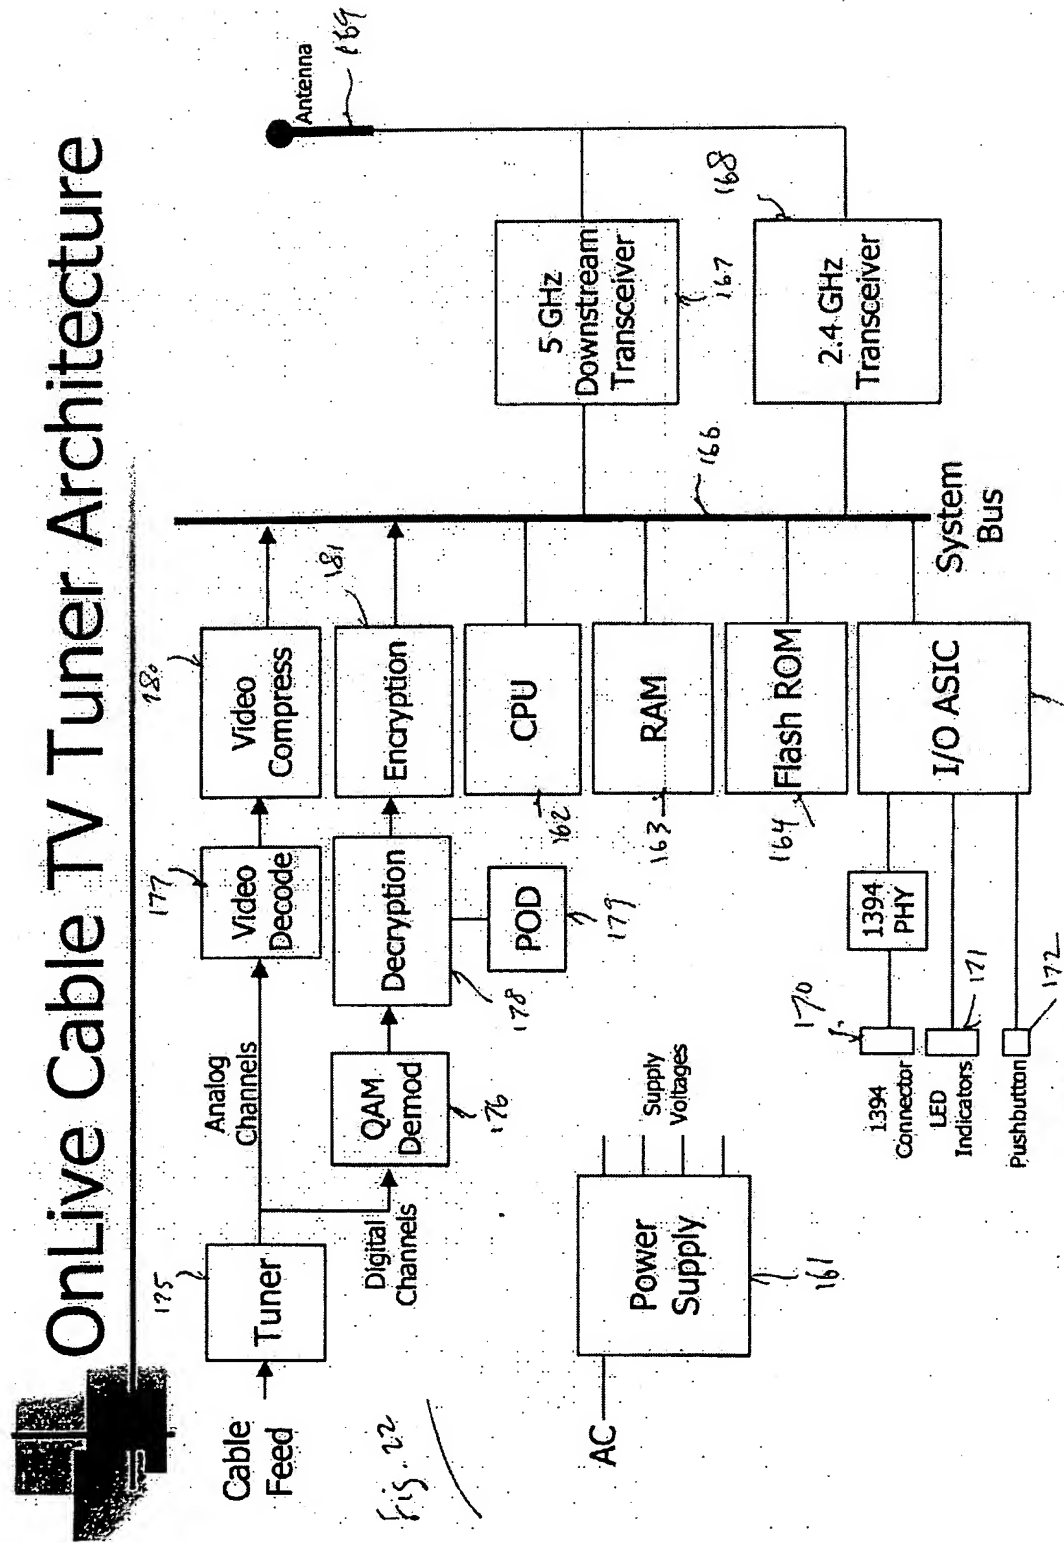 OnLive Cable TV Tuner Architecture
Cable
Feed
175
Tuner
Analog
Channels
Digital
Channels
177
Video
Decode
180
Video
Compress
QAM
Demod
176
Decryption
178
POD
179
Encryption
181
CPU
162
RAM
163
Flash ROM
164
I/O ASIC
1394
PHY
170
1394
Connector
LED
Indicators
171
Pushbutton
172
System
Bus
166
5 GHz
Downstream
Transceiver
167
2.4 GHz
Transceiver
168
Antenna
169
AC
Power
Supply
161
Supply
Voltages
Fig. 22